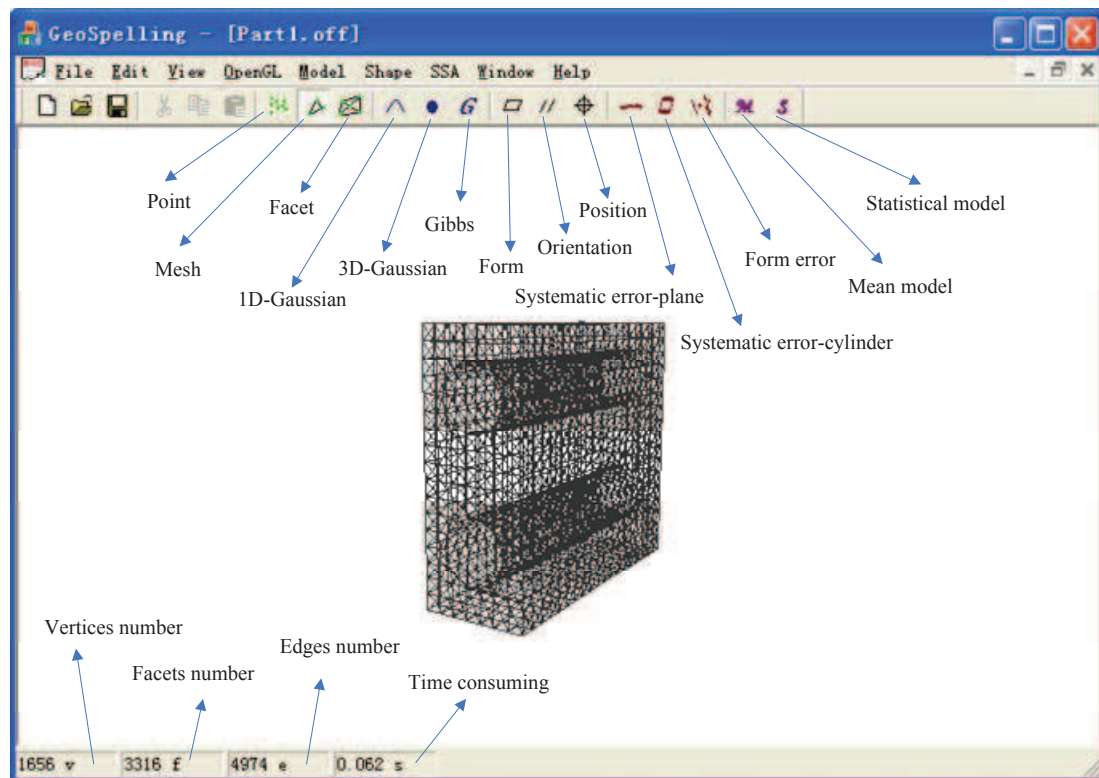 GeoSpelling - [Part1.off]
File Edit View OpenGL Model Shape SSA Window Help
G
M
S
Point
Facet
Gibbs
Position
Statistical model
Mesh
3D-Gaussian
Form
Orientation
Form error
1D-Gaussian
Systematic error-plane
Mean model
Systematic error-cylinder
Vertices number
Edges number
Facets number
Time consuming
1656 v
3316 f
4974 e
0.062 s